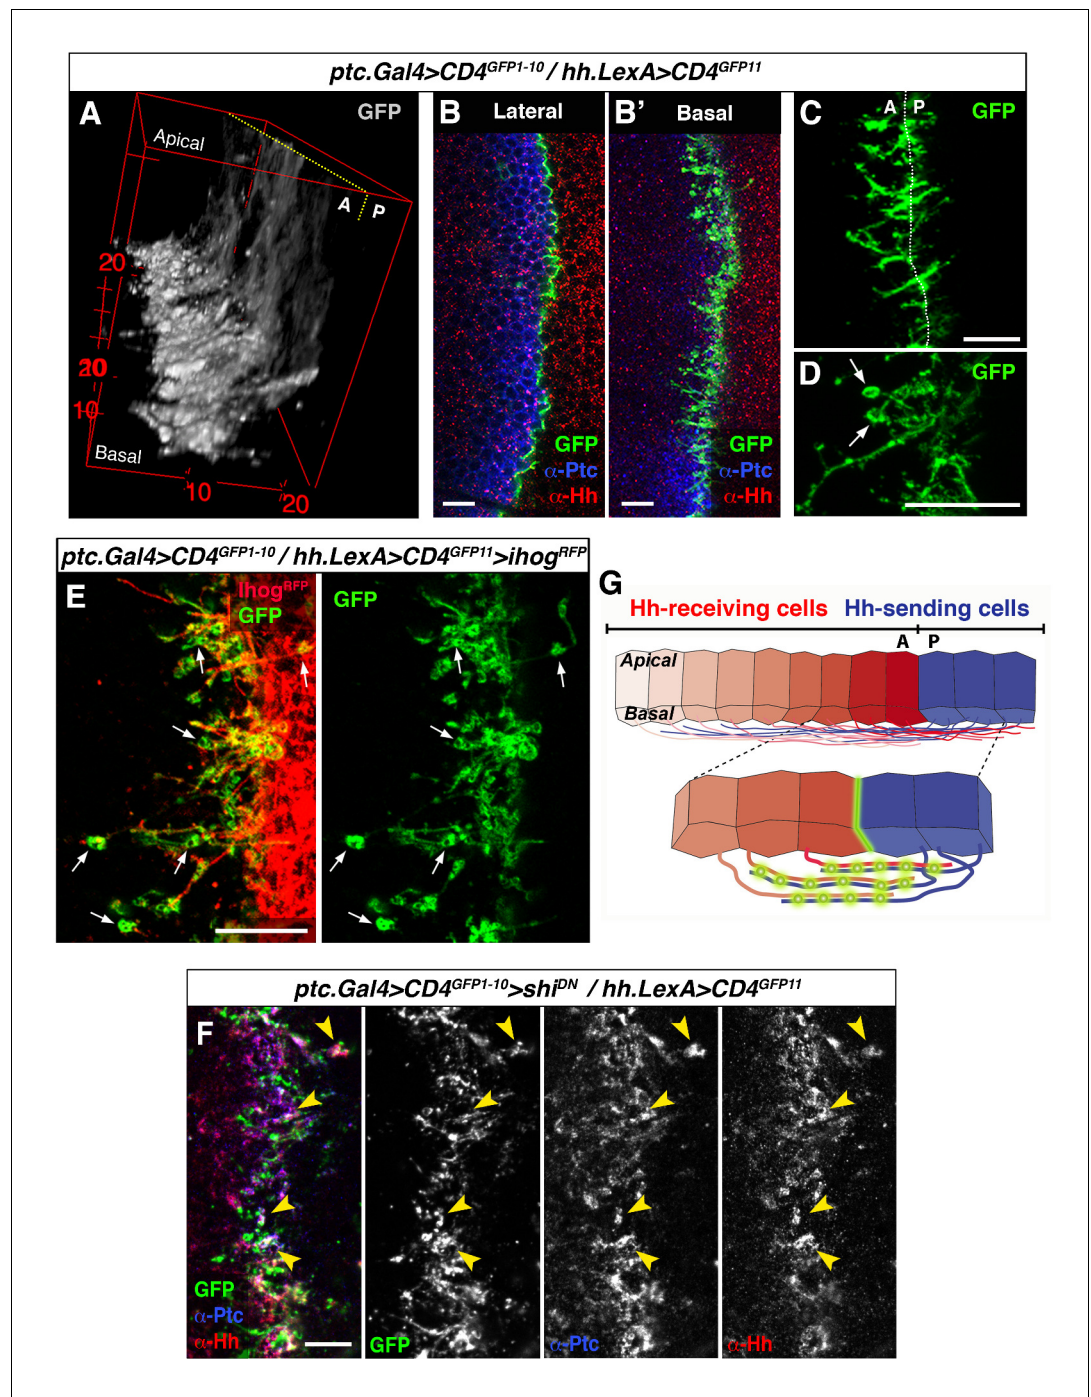 ptc.Gal4>CD4GFP1-10 / hh.LexA>CD4GFP11
A
GFP
Apical
A
P
20
20
10
Basal
10
20
B
Lateral
GFP
α-Ptc
α-Hh
B'
Basal
GFP
α-Ptc
α-Hh
C
A
P
GFP
D
GFP
ptc.Gal4>CD4GFP1-10 / hh.LexA>CD4GFP11>ihogRFP
E
IhogRFP
GFP
GFP
G
Hh-receiving cells
Hh-sending cells
A
P
Apical
Basal
ptc.Gal4>CD4GFP1-10>shiDN / hh.LexA>CD4GFP11
F
GFP
α-Ptc
α-Hh
GFP
α-Ptc
α-Hh